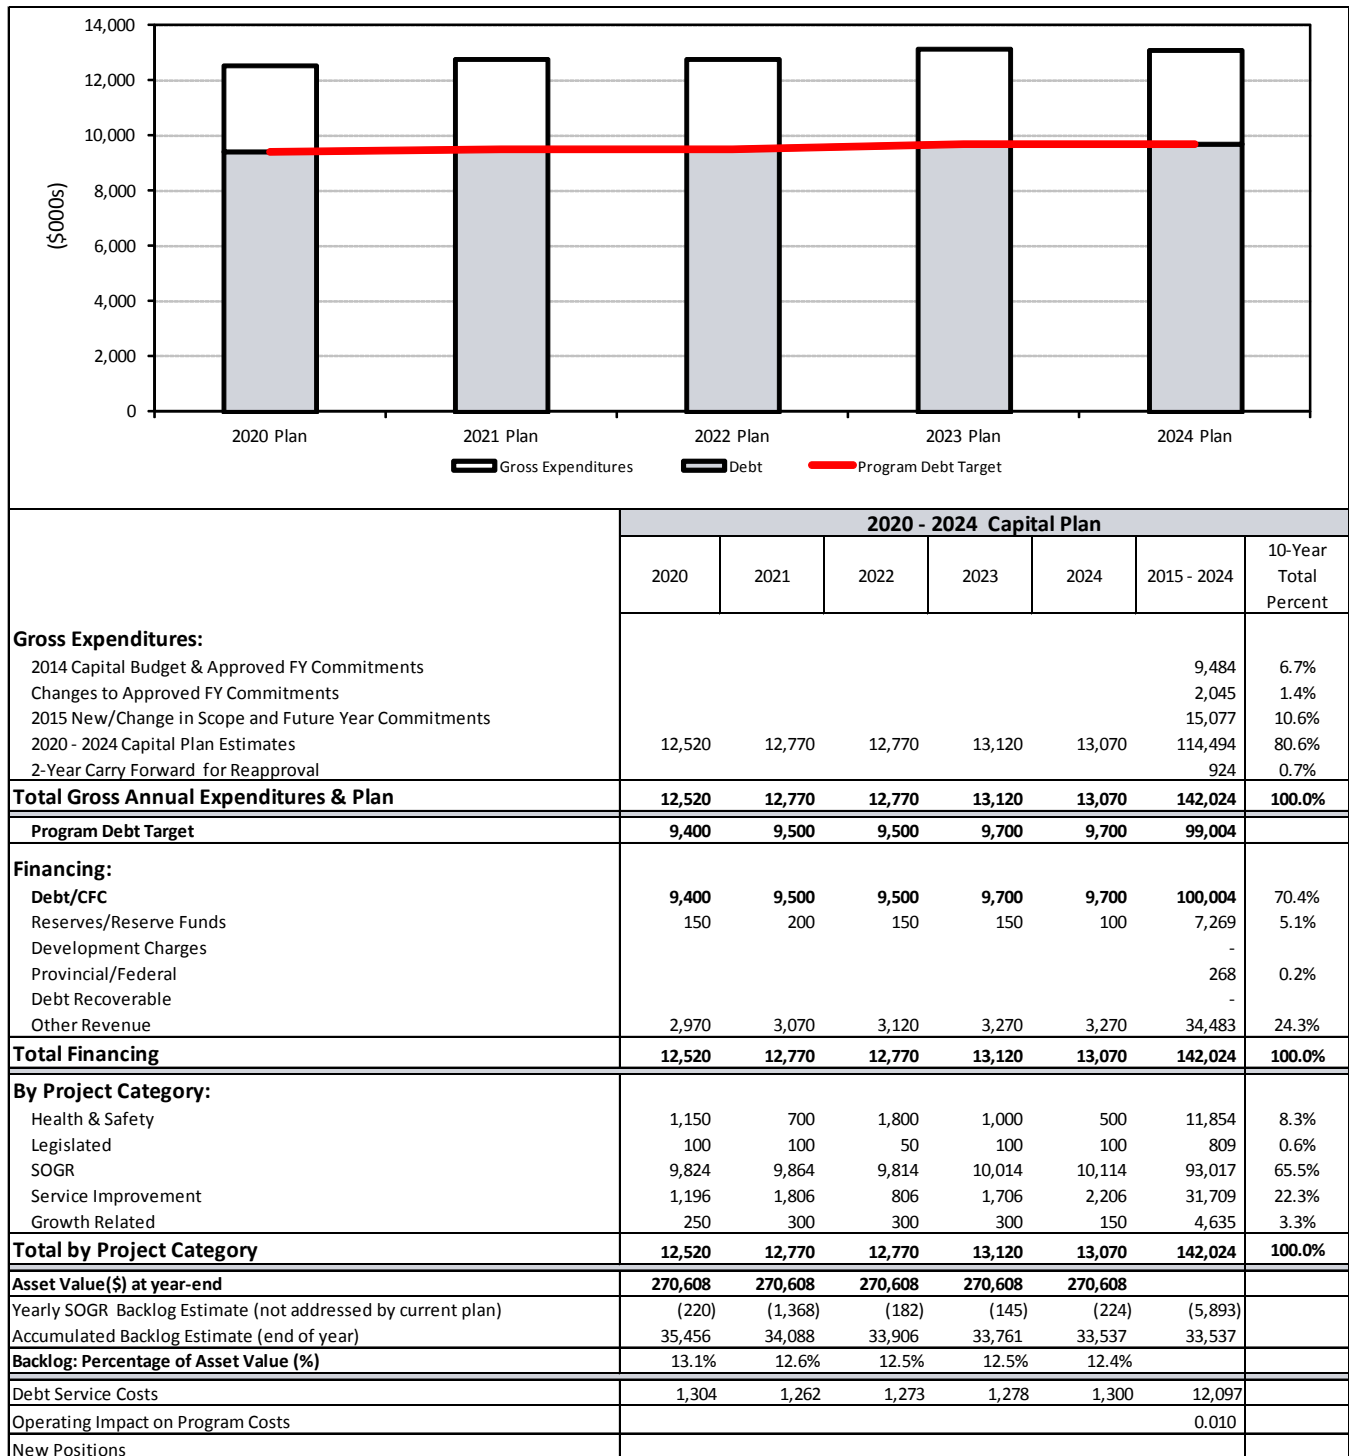 14,000
12,000
10,000
8,000
6,000
4,000
2,000
0
($000s)
2020 Plan 2021 Plan 2022 Plan 2023 Plan 2024 Plan
Gross Expenditures Debt Program Debt Target
2020 - 2024 Capital Plan
2020 2021 2022 2023 2024 2015 - 2024 10-Year Total Percent
Gross Expenditures:
2014 Capital Budget & Approved FY Commitments 9,484 6.7%
Changes to Approved FY Commitments 2,045 1.4%
2015 New/Change in Scope and Future Year Commitments 15,077 10.6%
2020 - 2024 Capital Plan Estimates 12,520 12,770 12,770 13,120 13,070 114,494 80.6%
2-Year Carry Forward for Reapproval 924 0.7%
Total Gross Annual Expenditures & Plan 12,520 12,770 12,770 13,120 13,070 142,024 100.0%
Program Debt Target 9,400 9,500 9,500 9,700 9,700 99,004
Financing:
Debt/CFC 9,400 9,500 9,500 9,700 9,700 100,004 70.4%
Reserves/Reserve Funds 150 200 150 150 100 7,269 5.1%
Development Charges -
Provincial/Federal 268 0.2%
Debt Recoverable -
Other Revenue 2,970 3,070 3,120 3,270 3,270 34,483 24.3%
Total Financing 12,520 12,770 12,770 13,120 13,070 142,024 100.0%
By Project Category:
Health & Safety 1,150 700 1,800 1,000 500 11,854 8.3%
Legislated 100 100 50 100 100 809 0.6%
SOGR 9,824 9,864 9,814 10,014 10,114 93,017 65.5%
Service Improvement 1,196 1,806 806 1,706 2,206 31,709 22.3%
Growth Related 250 300 300 300 150 4,635 3.3%
Total by Project Category 12,520 12,770 12,770 13,120 13,070 142,024 100.0%
Asset Value($) at year-end 270,608 270,608 270,608 270,608 270,608
Yearly SOGR Backlog Estimate (not addressed by current plan) (220) (1,368) (182) (145) (224) (5,893)
Accumulated Backlog Estimate (end of year) 35,456 34,088 33,906 33,761 33,537 33,537
Backlog: Percentage of Asset Value (%) 13.1% 12.6% 12.5% 12.5% 12.4%
Debt Service Costs 1,304 1,262 1,273 1,278 1,300 12,097
Operating Impact on Program Costs 0.010
New Positions